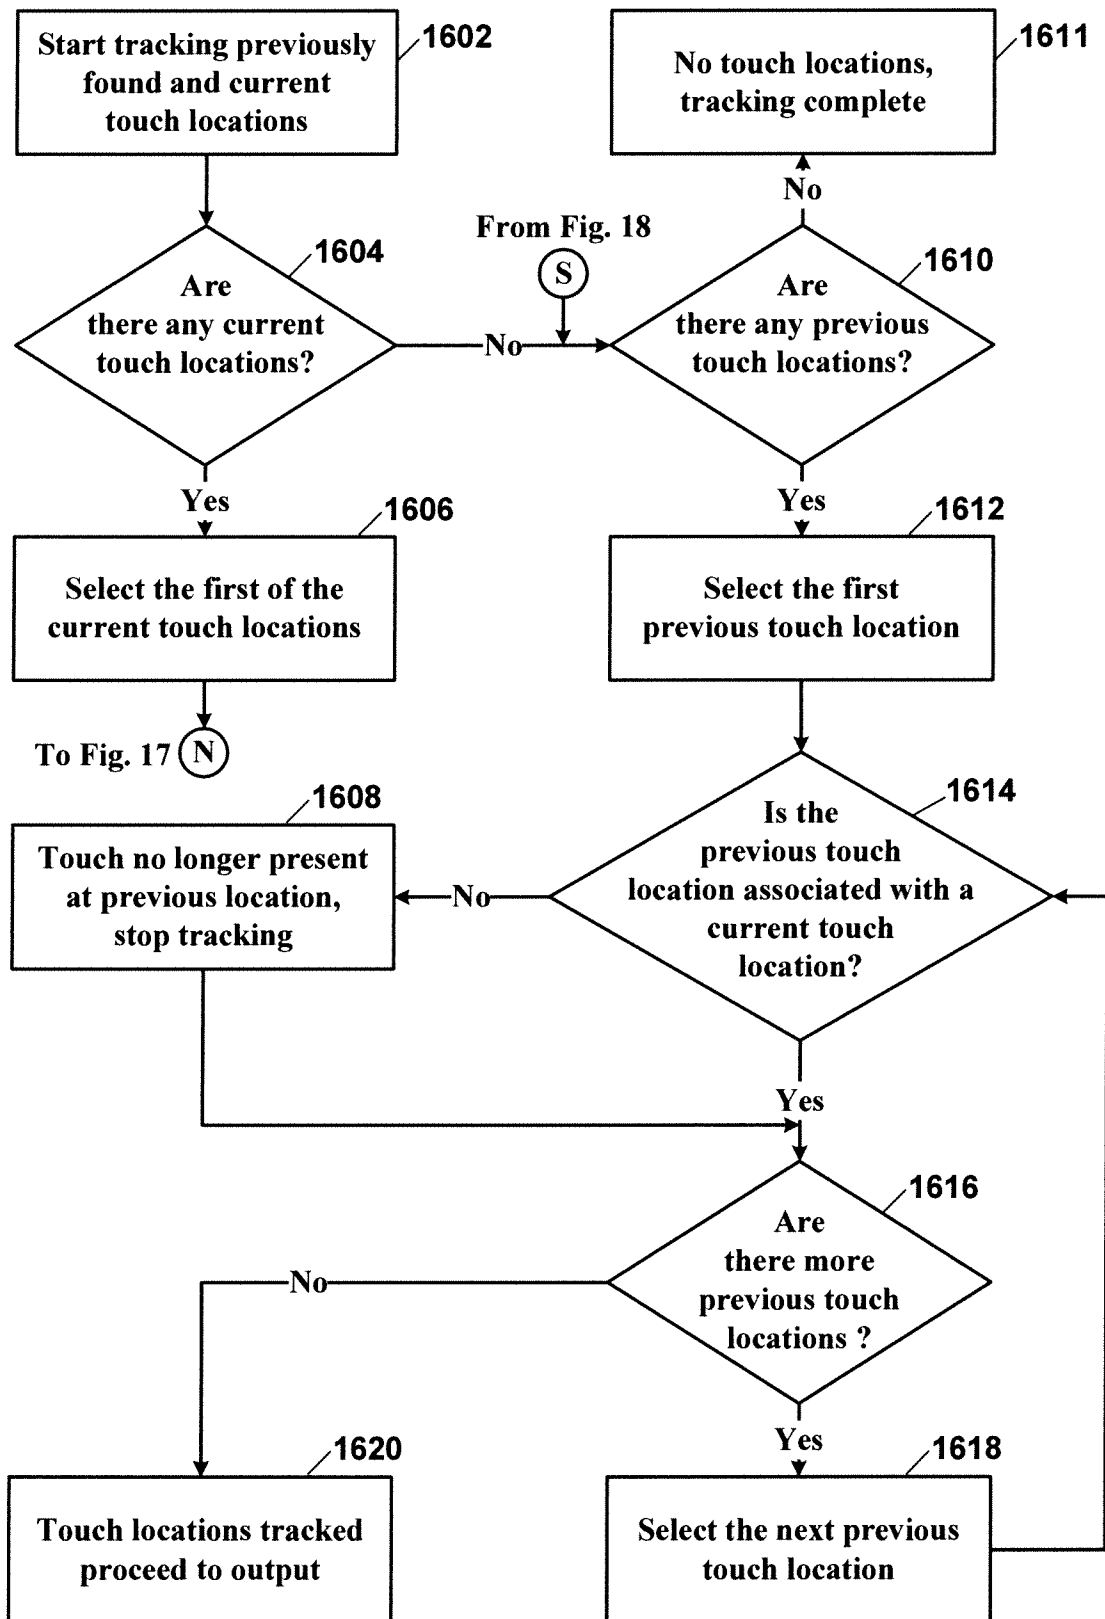 Start tracking previously
found and current
touch locations
1602
No touch locations,
tracking complete
1611
No
From Fig. 18
S
Are
there any current
touch locations?
1604
No
Are
there any previous
touch locations?
1610
Yes
Yes
Select the first of the
current touch locations
1606
Select the first
previous touch location
1612
To Fig. 17
N
Is the
previous touch
location associated with a
current touch
location?
1614
No
Touch no longer present
at previous location,
stop tracking
1608
Yes
Are
there more
previous touch
locations ?
1616
No
Yes
Touch locations tracked
proceed to output
1620
Select the next previous
touch location
1618